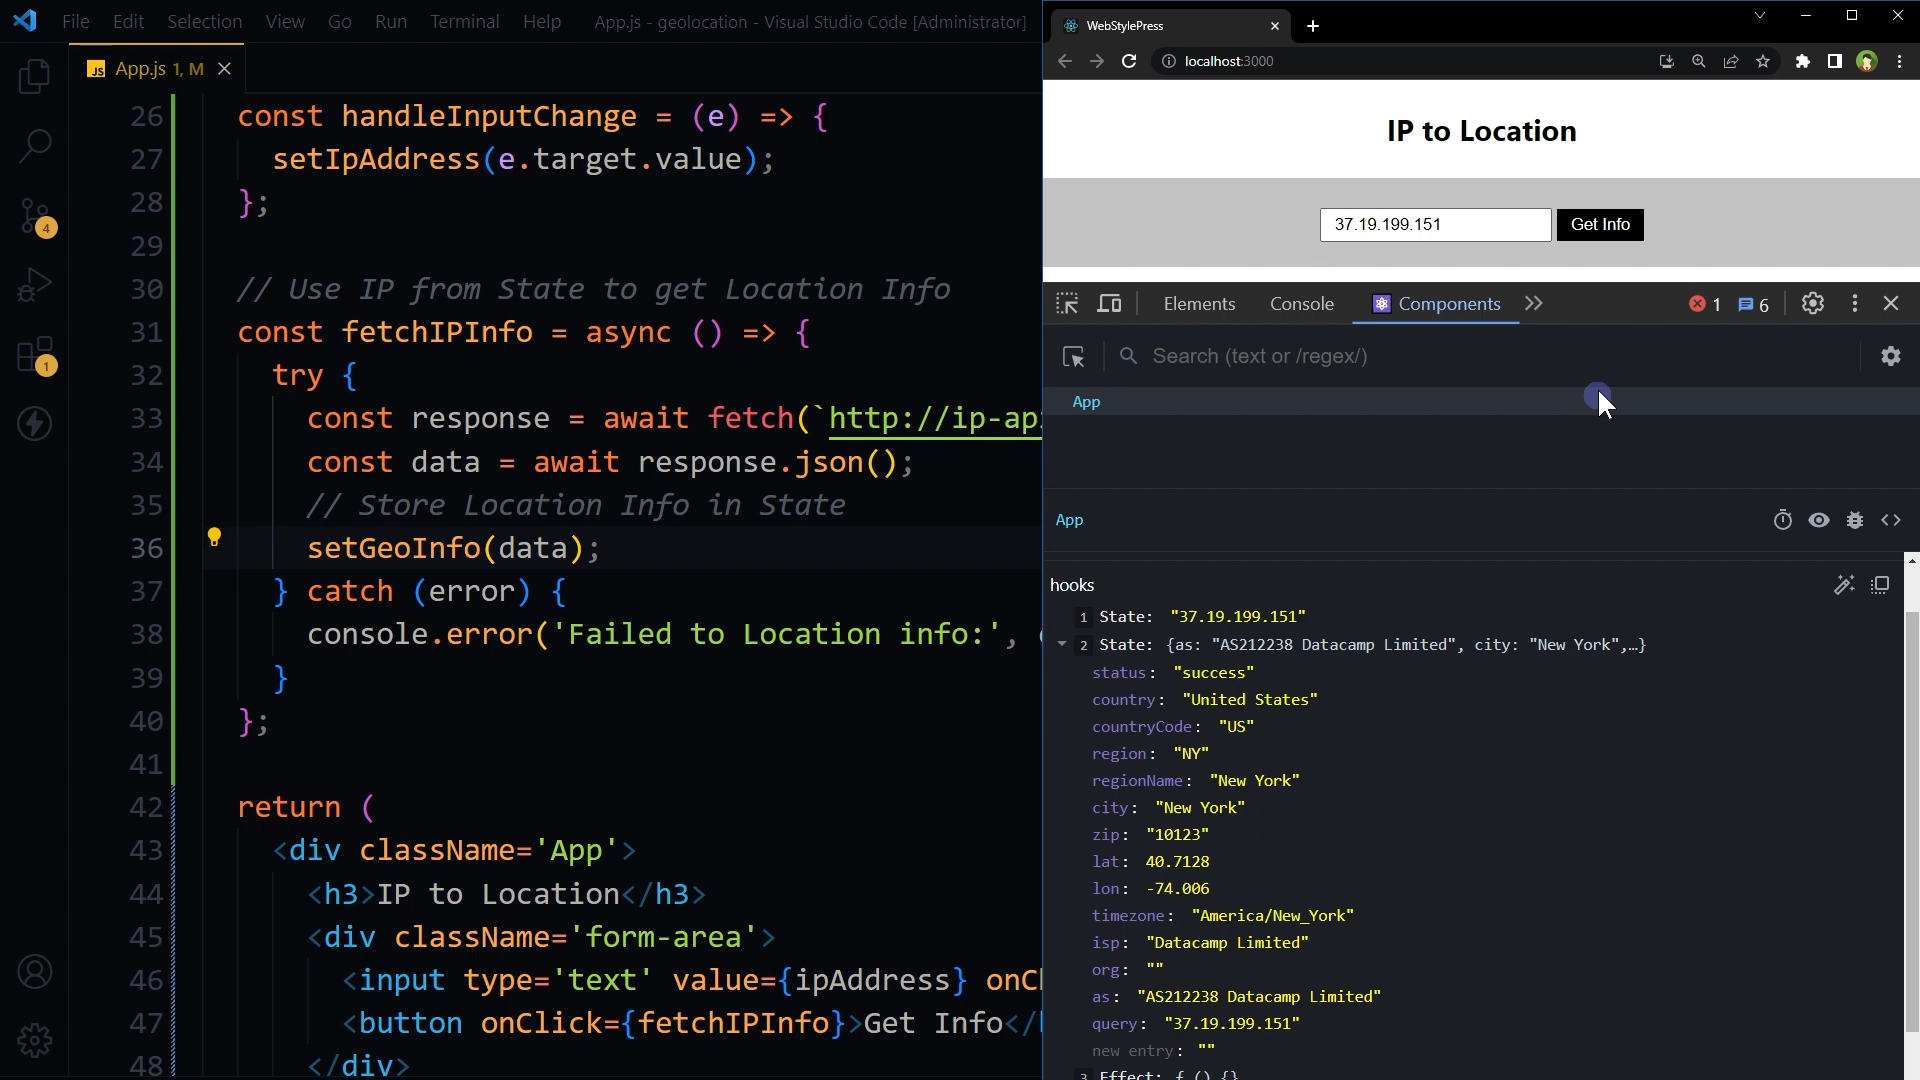 File Edit Selection View Go Run Terminal Help App.js - geolocation - Visual Studio Code [Administrator]
App.js 1, M
26 const handleInputChange = (e) => {
27 setIpAddress(e.target.value);
28 };
29
30 // Use IP from State to get Location Info
31 const fetchIPInfo = async () => {
32 try {
33 const response = await fetch(`http://ip-ap
34 const data = await response.json();
35 // Store Location Info in State
36 setGeoInfo(data);
37 } catch (error) {
38 console.error('Failed to Location info:',
39 }
40 };
41
42 return (
43 <div className='App'>
44 <h3>IP to Location</h3>
45 <div className='form-area'>
46 <input type='text' value={ipAddress} onC
47 <button onClick={fetchIPInfo}>Get Info</
48 </div>
4
1
WebStylePress
localhost:3000
IP to Location
37.19.199.151 Get Info
Elements Console Components 1 6
Search (text or /regex/)
App
App
hooks
1 State: "37.19.199.151"
2 State: {as: "AS212238 Datacamp Limited", city: "New York",…}
status: "success"
country: "United States"
countryCode: "US"
region: "NY"
regionName: "New York"
city: "New York"
zip: "10123"
lat: 40.7128
lon: -74.006
timezone: "America/New_York"
isp: "Datacamp Limited"
org: ""
as: "AS212238 Datacamp Limited"
query: "37.19.199.151"
new entry: ""
3 Effect: ƒ () {}